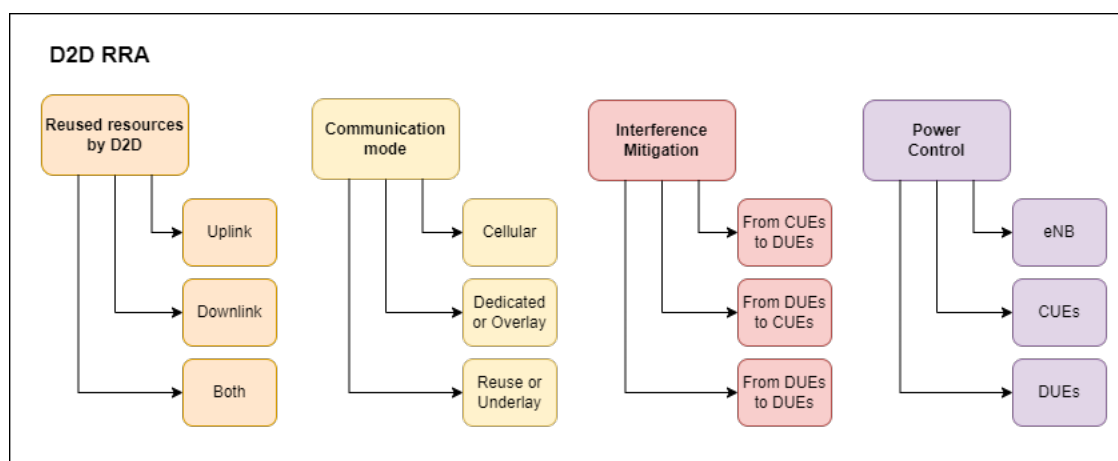 D2D RRA
Reused resources
by D2D
Communication
mode
Interference
Mitigation
Power
Control
Uplink
Cellular
From CUEs
to DUEs
eNB
Downlink
Dedicated
or Overlay
From DUEs
to CUEs
CUEs
Both
Reuse or
Underlay
From DUEs
to DUEs
DUEs